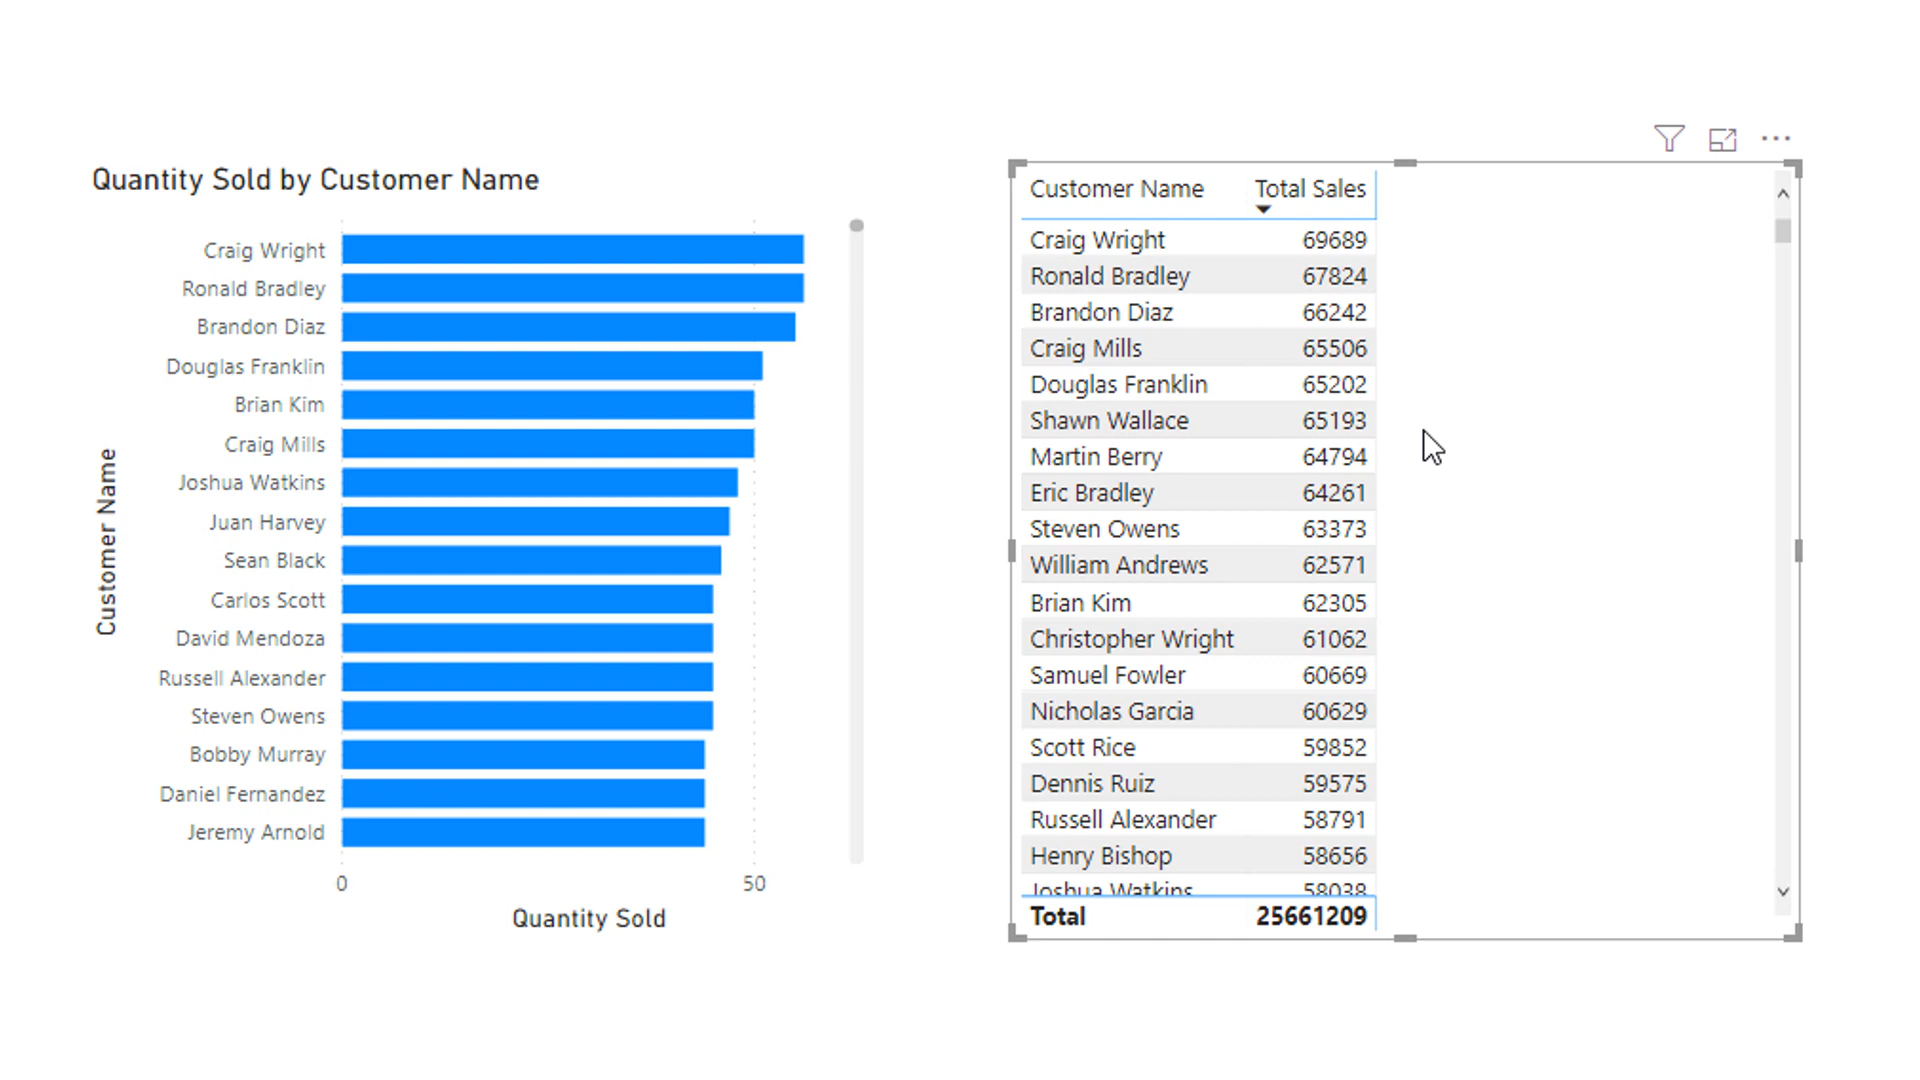 Quantity Sold by Customer Name
Customer Name
Craig Wright
Ronald Bradley
Brandon Diaz
Douglas Franklin
Brian Kim
Craig Mills
Joshua Watkins
Juan Harvey
Sean Black
Carlos Scott
David Mendoza
Russell Alexander
Steven Owens
Bobby Murray
Daniel Fernandez
Jeremy Arnold
0 50
Quantity Sold
Customer Name Total Sales
Craig Wright 69689
Ronald Bradley 67824
Brandon Diaz 66242
Craig Mills 65506
Douglas Franklin 65202
Shawn Wallace 65193
Martin Berry 64794
Eric Bradley 64261
Steven Owens 63373
William Andrews 62571
Brian Kim 62305
Christopher Wright 61062
Samuel Fowler 60669
Nicholas Garcia 60629
Scott Rice 59852
Dennis Ruiz 59575
Russell Alexander 58791
Henry Bishop 58656
Joshua Watkins 58038
Total 25661209